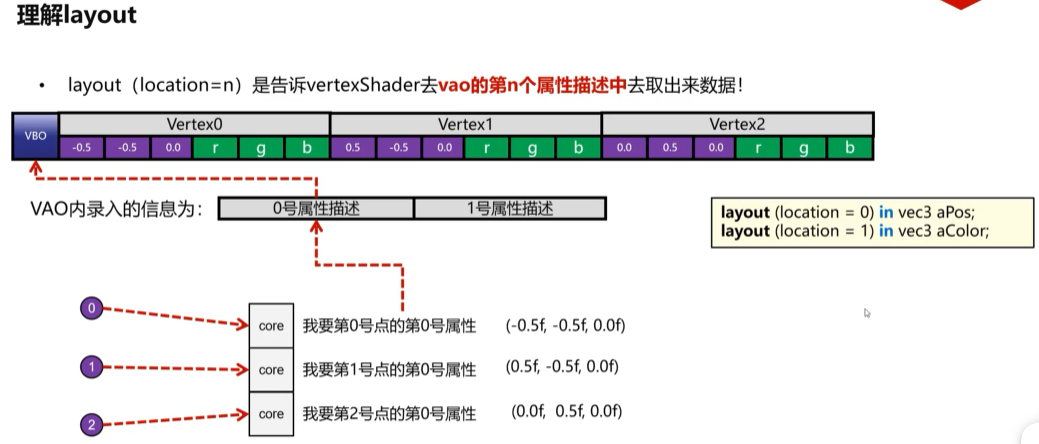 理解layout
• layout（location=n）是告诉vertexShader去vao的第n个属性描述中去取出来数据！
VBO Vertex0 Vertex1 Vertex2
-0.5 -0.5 0.0 r g b 0.5 -0.5 0.0 r g b 0.0 0.5 0.0 r g b
VAO内录入的信息为： 0号属性描述 1号属性描述
layout (location = 0) in vec3 aPos;
layout (location = 1) in vec3 aColor;
0 core 我要第0号点的第0号属性 (-0.5f, -0.5f, 0.0f)
1 core 我要第1号点的第0号属性 (0.5f, -0.5f, 0.0f)
2 core 我要第2号点的第0号属性 (0.0f, 0.5f, 0.0f)